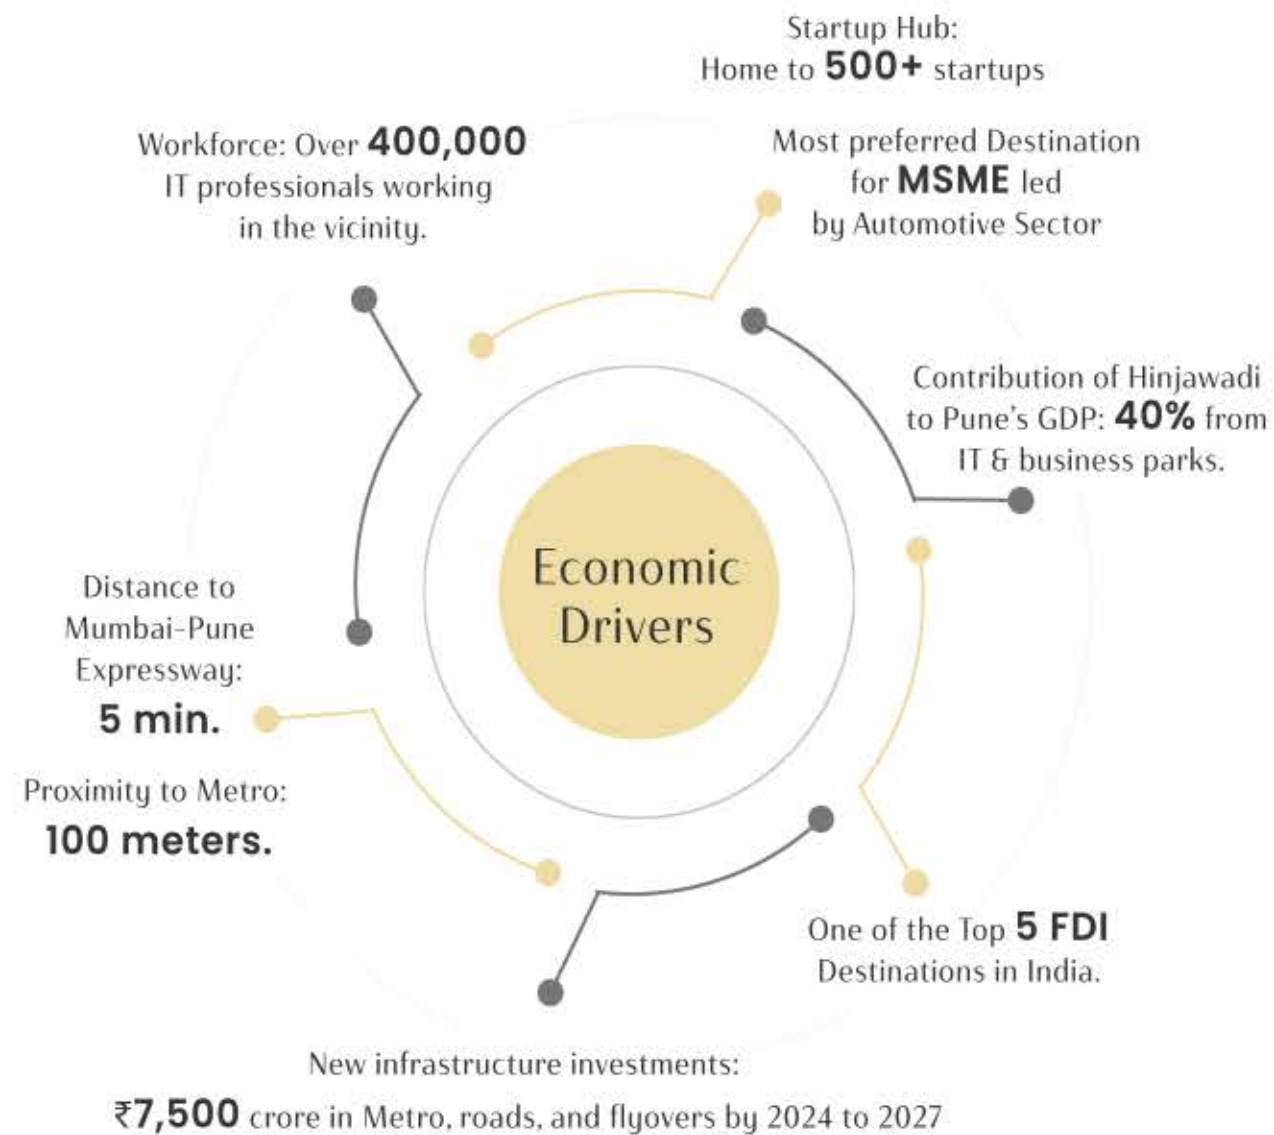 Startup Hub:
Home to 500+ startups
Most preferred Destination
for MSME led
by Automotive Sector
Workforce: Over 400,000
IT professionals working
in the vicinity.
Contribution of Hinjawadi
to Pune's GDP: 40% from
IT & business parks.
Economic
Drivers
Distance to
Mumbai-Pune
Expressway:
5 min.
Proximity to Metro:
100 meters.
One of the Top 5 FDI
Destinations in India.
New infrastructure investments:
₹7,500 crore in Metro, roads, and flyovers by 2024 to 2027